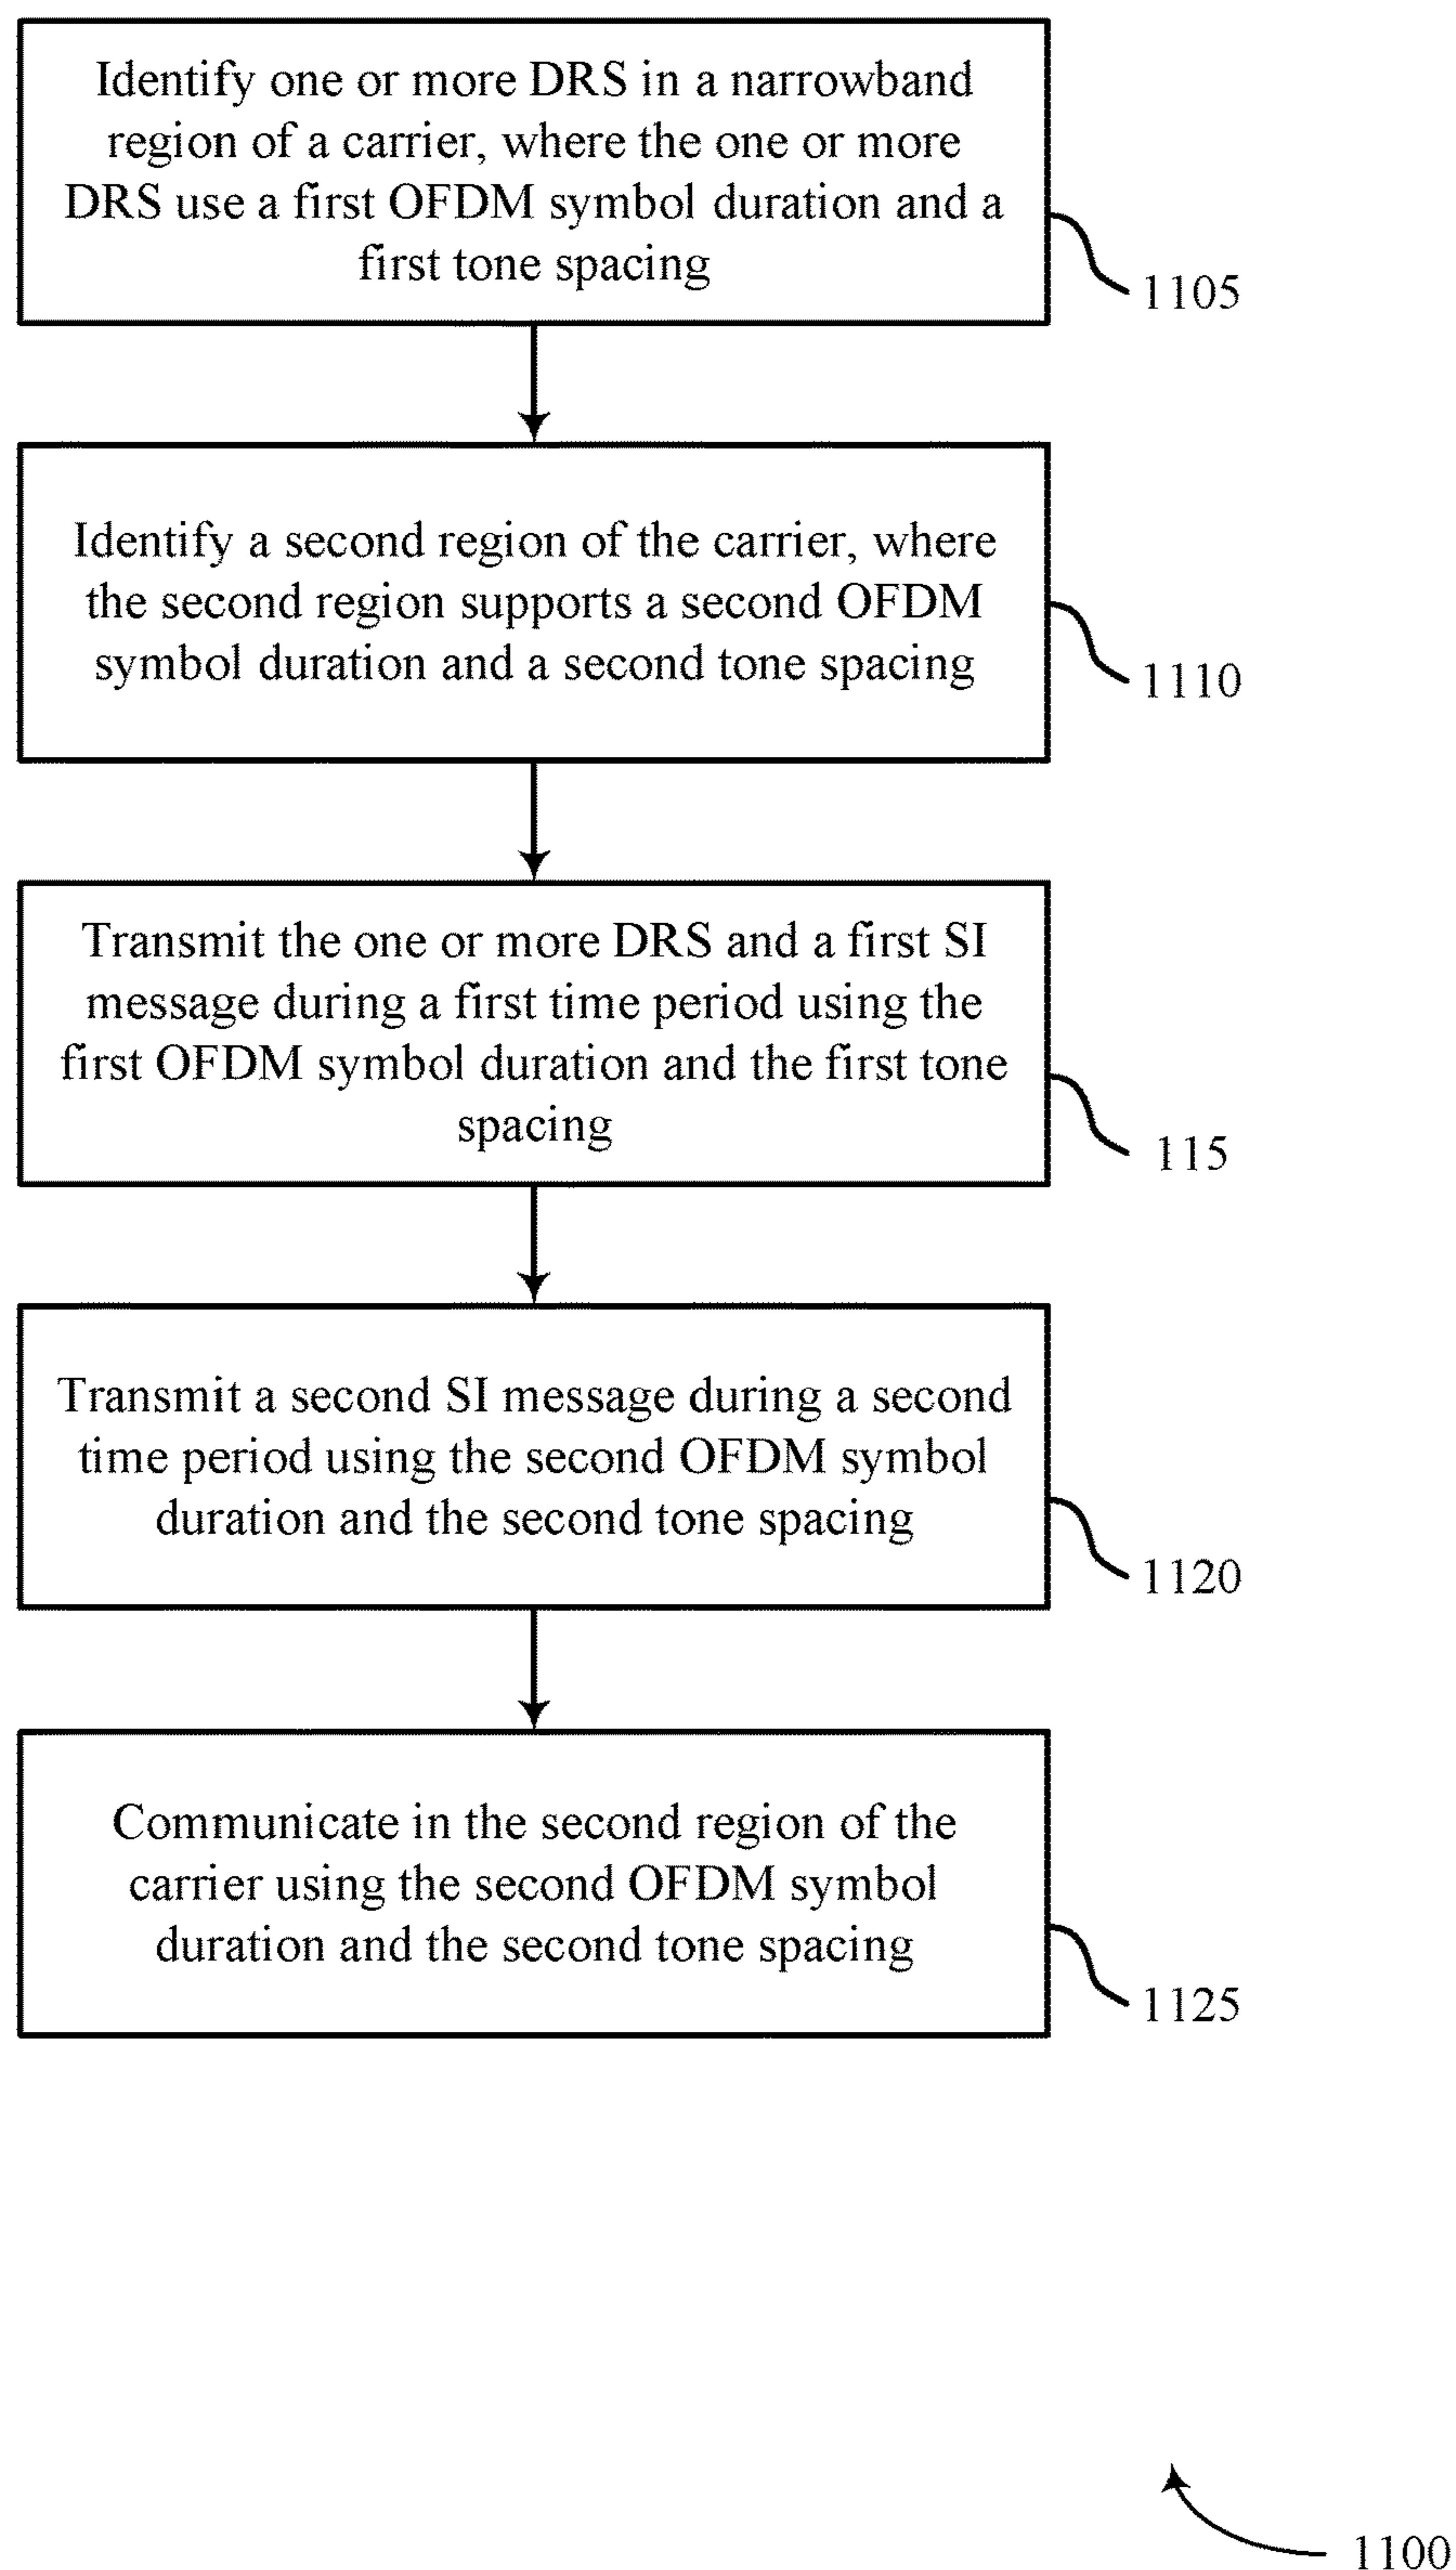 Identify one or more DRS in a narrowband
region of a carrier, where the one or more
DRS use a first OFDM symbol duration and a
first tone spacing
1105
Identify a second region of the carrier, where
the second region supports a second OFDM
symbol duration and a second tone spacing
1110
Transmit the one or more DRS and a first SI
message during a first time period using the
first OFDM symbol duration and the first tone
spacing
115
Transmit a second SI message during a second
time period using the second OFDM symbol
duration and the second tone spacing
1120
Communicate in the second region of the
carrier using the second OFDM symbol
duration and the second tone spacing
1125
1100